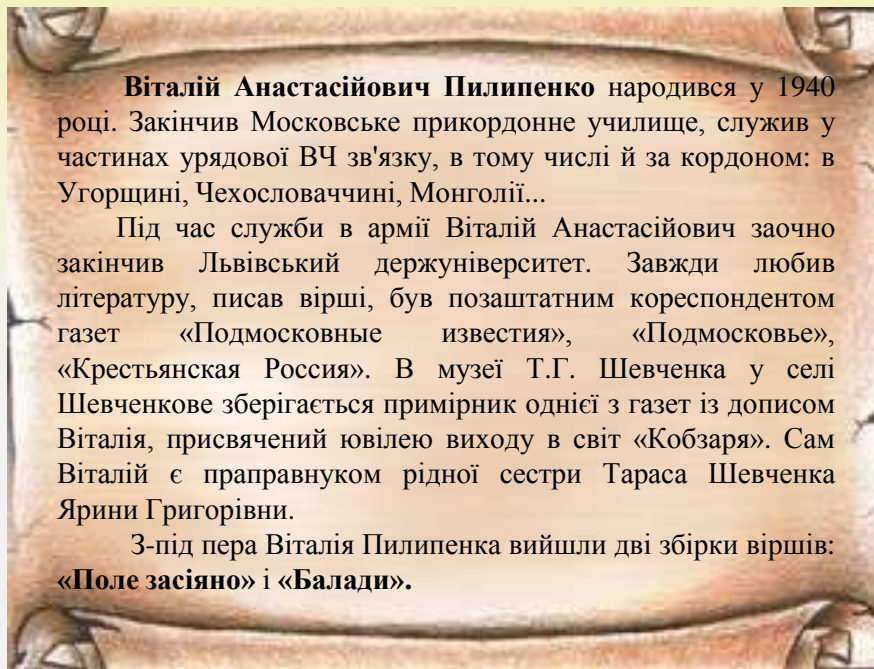 Віталій Анастасійович Пилипенко народився у 1940
році. Закінчив Московське прикордонне училище, служив у
частинах урядової ВЧ зв'язку, в тому числі й за кордоном: в
Угорщині, Чехословаччині, Монголії...
Під час служби в армії Віталій Анастасійович заочно
закінчив Львівський держуніверситет. Завжди любив
літературу, писав вірші, був позаштатним кореспондентом
газет «Подмосковные известия», «Подмосковье»,
«Крестьянская Россия». В музеї Т.Г. Шевченка у селі
Шевченкове зберігається примірник однієї з газет із дописом
Віталія, присвячений ювілею виходу в світ «Кобзаря». Сам
Віталій є праправнуком рідної сестри Тараса Шевченка
Ярини Григорівни.
З-під пера Віталія Пилипенка вийшли дві збірки віршів:
«Поле засіяно» і «Балади».